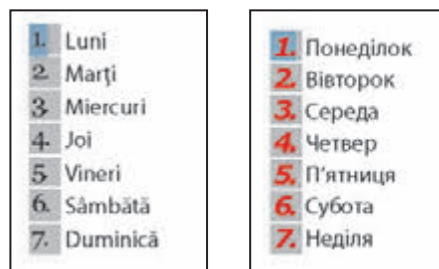 1. Luni
2. Marţi
3. Miercuri
4. Joi
5. Vineri
6. Sâmbătă
7. Duminică
1. Понеділок
2. Вівторок
3. Середа
4. Четвер
5. П'ятниця
6. Субота
7. Неділя